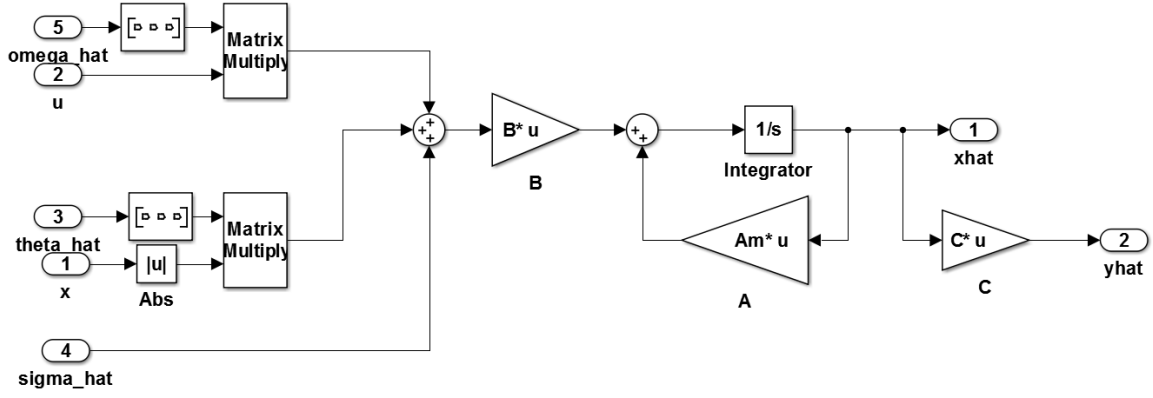 5
omega_hat
2
u
Matrix
Multiply
3
theta_hat
1
x
|u|
Abs
Matrix
Multiply
4
sigma_hat
+
+
+
B* u
B
+
+
1/s
Integrator
Am* u
A
1
xhat
C* u
C
2
yhat